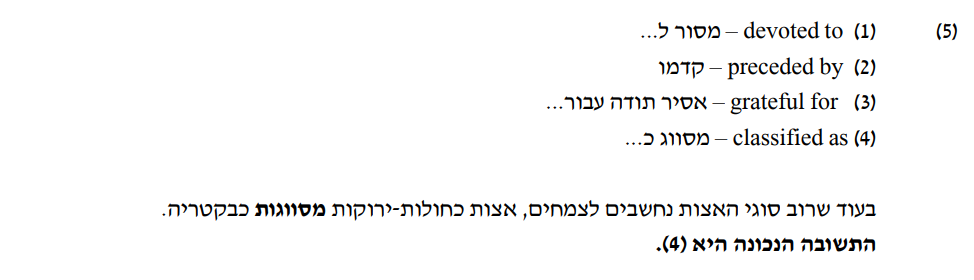 (5) (1) devoted to – מסור ל...
(2) preceded by – קדמו
(3) grateful for – אסיר תודה עבור...
(4) classified as – מסווג כ...
בעוד שרוב סוגי האצות נחשבים לצמחים, אצות כחולות-ירוקות מסווגות כבקטריה.
התשובה הנכונה היא (4).